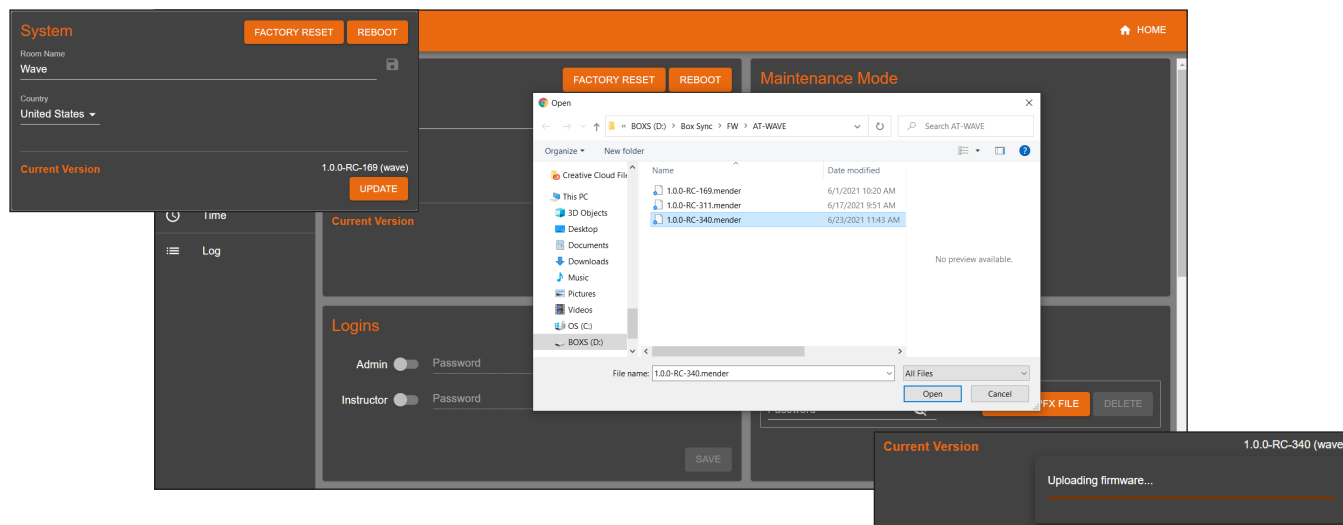 System
FACTORY RESET
REBOOT
Room Name
Wave
Country
United States
Current Version
1.0.0-RC-169 (wave)
UPDATE
HOME
FACTORY RESET
REBOOT
Maintenance Mode
Current Version
Time
Log
Open
« BOXS (D:) > Box Sync > FW > AT-WAVE
Search AT-WAVE
Organize
New folder
Name
Date modified
Creative Cloud File
This PC
3D Objects
Desktop
Documents
Downloads
Music
Pictures
Videos
OS (C:)
BOXS (D:)
1.0.0-RC-169.mender 6/1/2021 10:20 AM
1.0.0-RC-311.mender 6/17/2021 9:51 AM
1.0.0-RC-340.mender 6/23/2021 11:43 AM
No preview available.
File name: 1.0.0-RC-340.mender
All Files
Open
Cancel
Logins
Admin
Password
Instructor
Password
SAVE
Password
PFX FILE
DELETE
Current Version
1.0.0-RC-340 (wave
Uploading firmware...